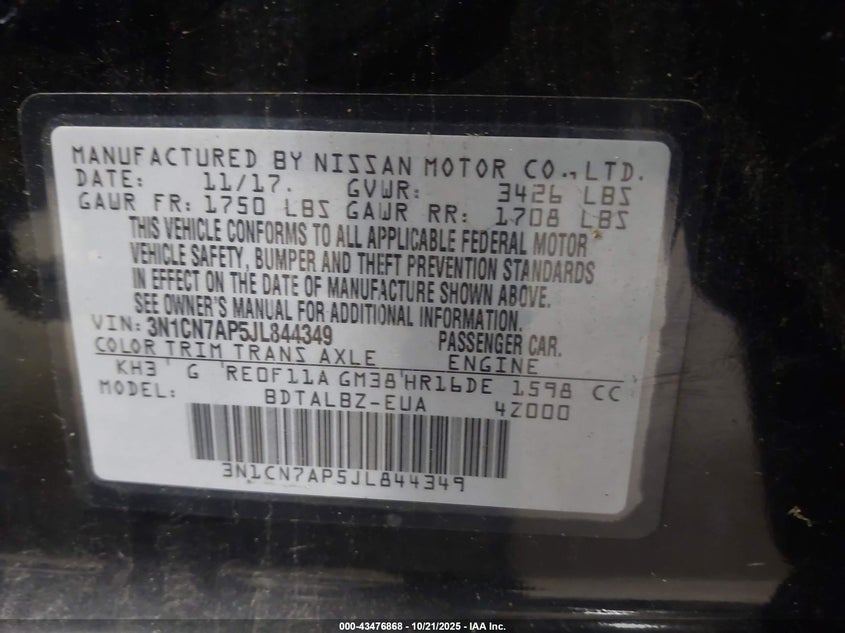 MANUFACTURED BY NISSAN MOTOR CO., LTD.
DATE: 11/17. GVWR: 3426 LBS
GAWR FR: 1750 LBS GAWR RR: 1708 LBS
THIS VEHICLE CONFORMS TO ALL APPLICABLE FEDERAL MOTOR
VEHICLE SAFETY, BUMPER AND THEFT PREVENTION STANDARDS
IN EFFECT ON THE DATE OF MANUFACTURE SHOWN ABOVE.
SEE OWNER'S MANUAL FOR ADDITIONAL INFORMATION.
VIN: 3N1CN7AP5JL844349 PASSENGER CAR.
COLOR TRIM TRANS AXLE ENGINE
KH3 G RE0F11A GM38 HR16DE 1598 CC
MODEL: BDTALBZ-EUA 4Z000
3N1CN7AP5JL844349
000-43476868 - 10/21/2025 - IAA Inc.